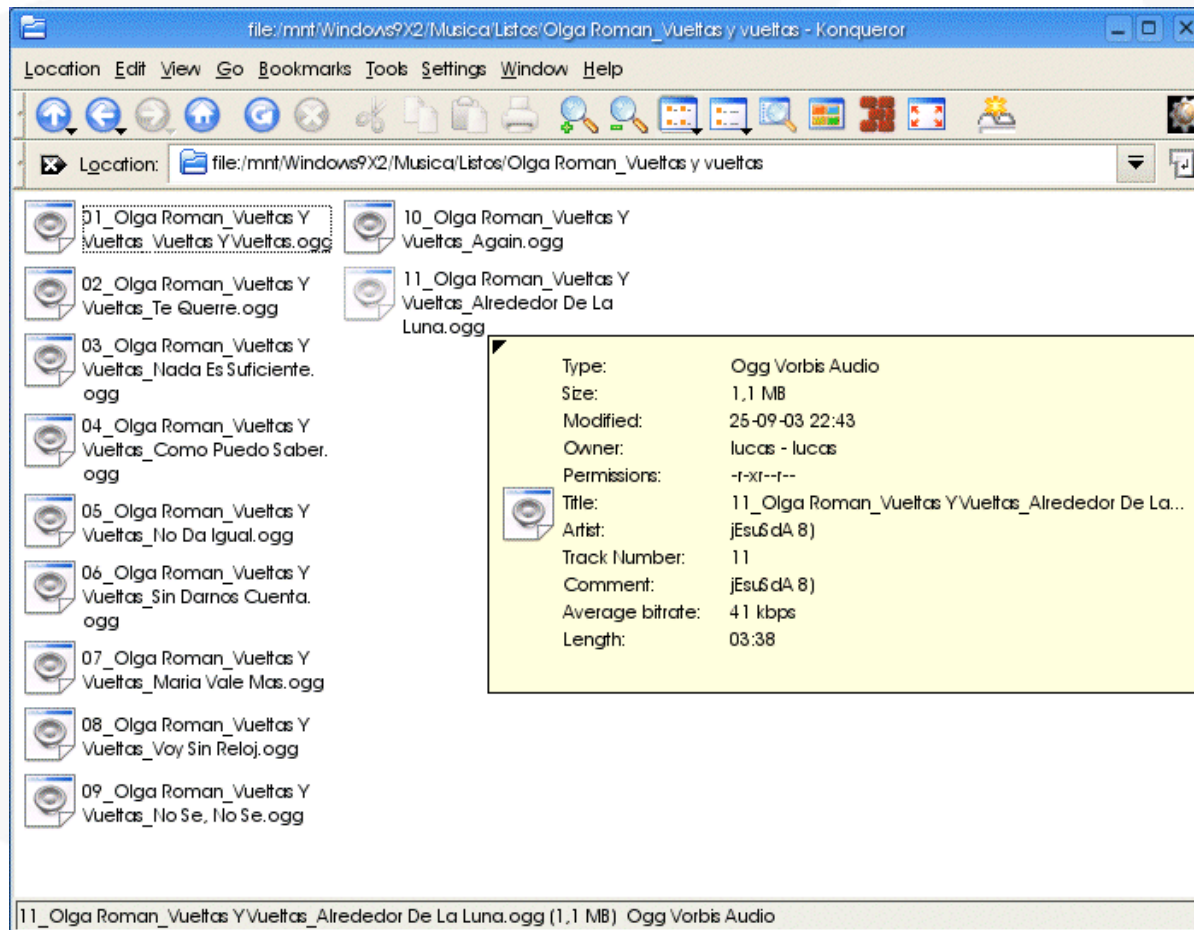 file:/mnt/Windows9X2/Musica/Listos/Olga Roman_Vueltas y vueltas - Konqueror
Location Edit View Go Bookmarks Tools Settings Window Help
Location: file:/mnt/Windows9X2/Musica/Listos/Olga Roman_Vueltas y vueltas
01_Olga Roman_Vueltas Y
Vueltas_Vueltas Y Vueltas.ogg
02_Olga Roman_Vueltas Y
Vueltas_Te Querre.ogg
03_Olga Roman_Vueltas Y
Vueltas_Nada Es Suficiente.
ogg
04_Olga Roman_Vueltas Y
Vueltas_Como Puedo Saber.
ogg
05_Olga Roman_Vueltas Y
Vueltas_No Da Igual.ogg
06_Olga Roman_Vueltas Y
Vueltas_Sin Darnos Cuenta.
ogg
07_Olga Roman_Vueltas Y
Vueltas_Maria Vale Mas.ogg
08_Olga Roman_Vueltas Y
Vueltas_Voy Sin Reloj.ogg
09_Olga Roman_Vueltas Y
Vueltas_No Se, No Se.ogg
10_Olga Roman_Vueltas Y
Vueltas_Again.ogg
11_Olga Roman_Vueltas Y
Vueltas_Alrededor De La
Luna.ogg
Type: Ogg Vorbis Audio
Size: 1,1 MB
Modified: 25-09-03 22:43
Owner: lucas - lucas
Permissions: -r-xr--r--
Title: 11_Olga Roman_Vueltas Y Vueltas_Alrededor De La...
Artist: jEsußdA 8)
Track Number: 11
Comment: jEsußdA 8)
Average bitrate: 41 kbps
Length: 03:38
11_Olga Roman_Vueltas Y Vueltas_Alrededor De La Luna.ogg (1,1 MB) Ogg Vorbis Audio